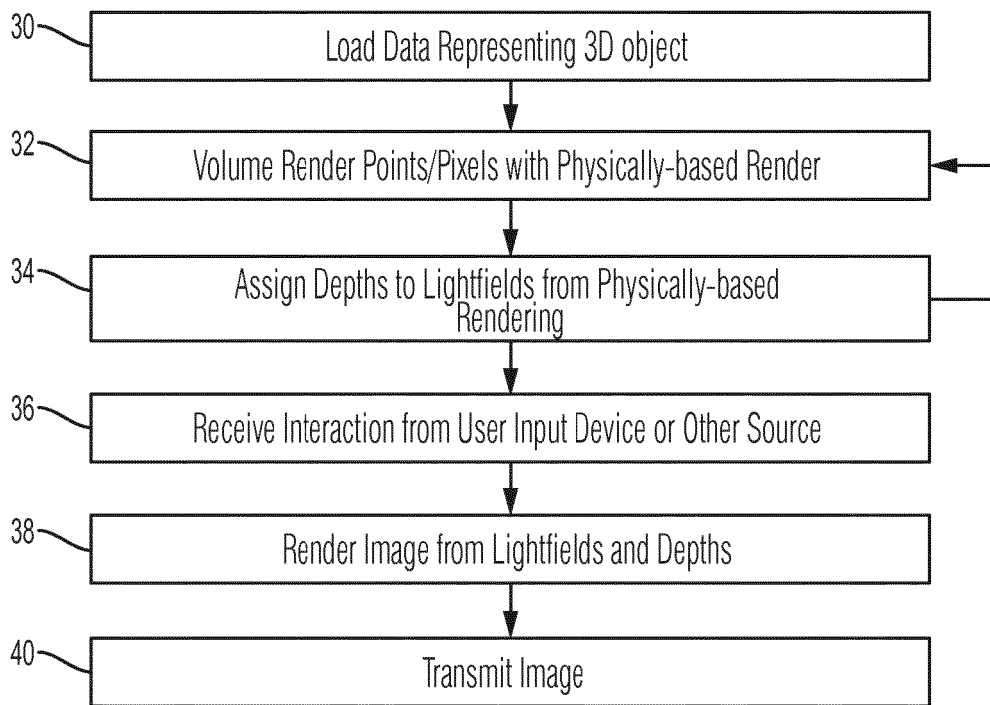 30
Load Data Representing 3D object
32
Volume Render Points/Pixels with Physically-based Render
34
Assign Depths to Lightfields from Physically-based
Rendering
36
Receive Interaction from User Input Device or Other Source
38
Render Image from Lightfields and Depths
40
Transmit Image